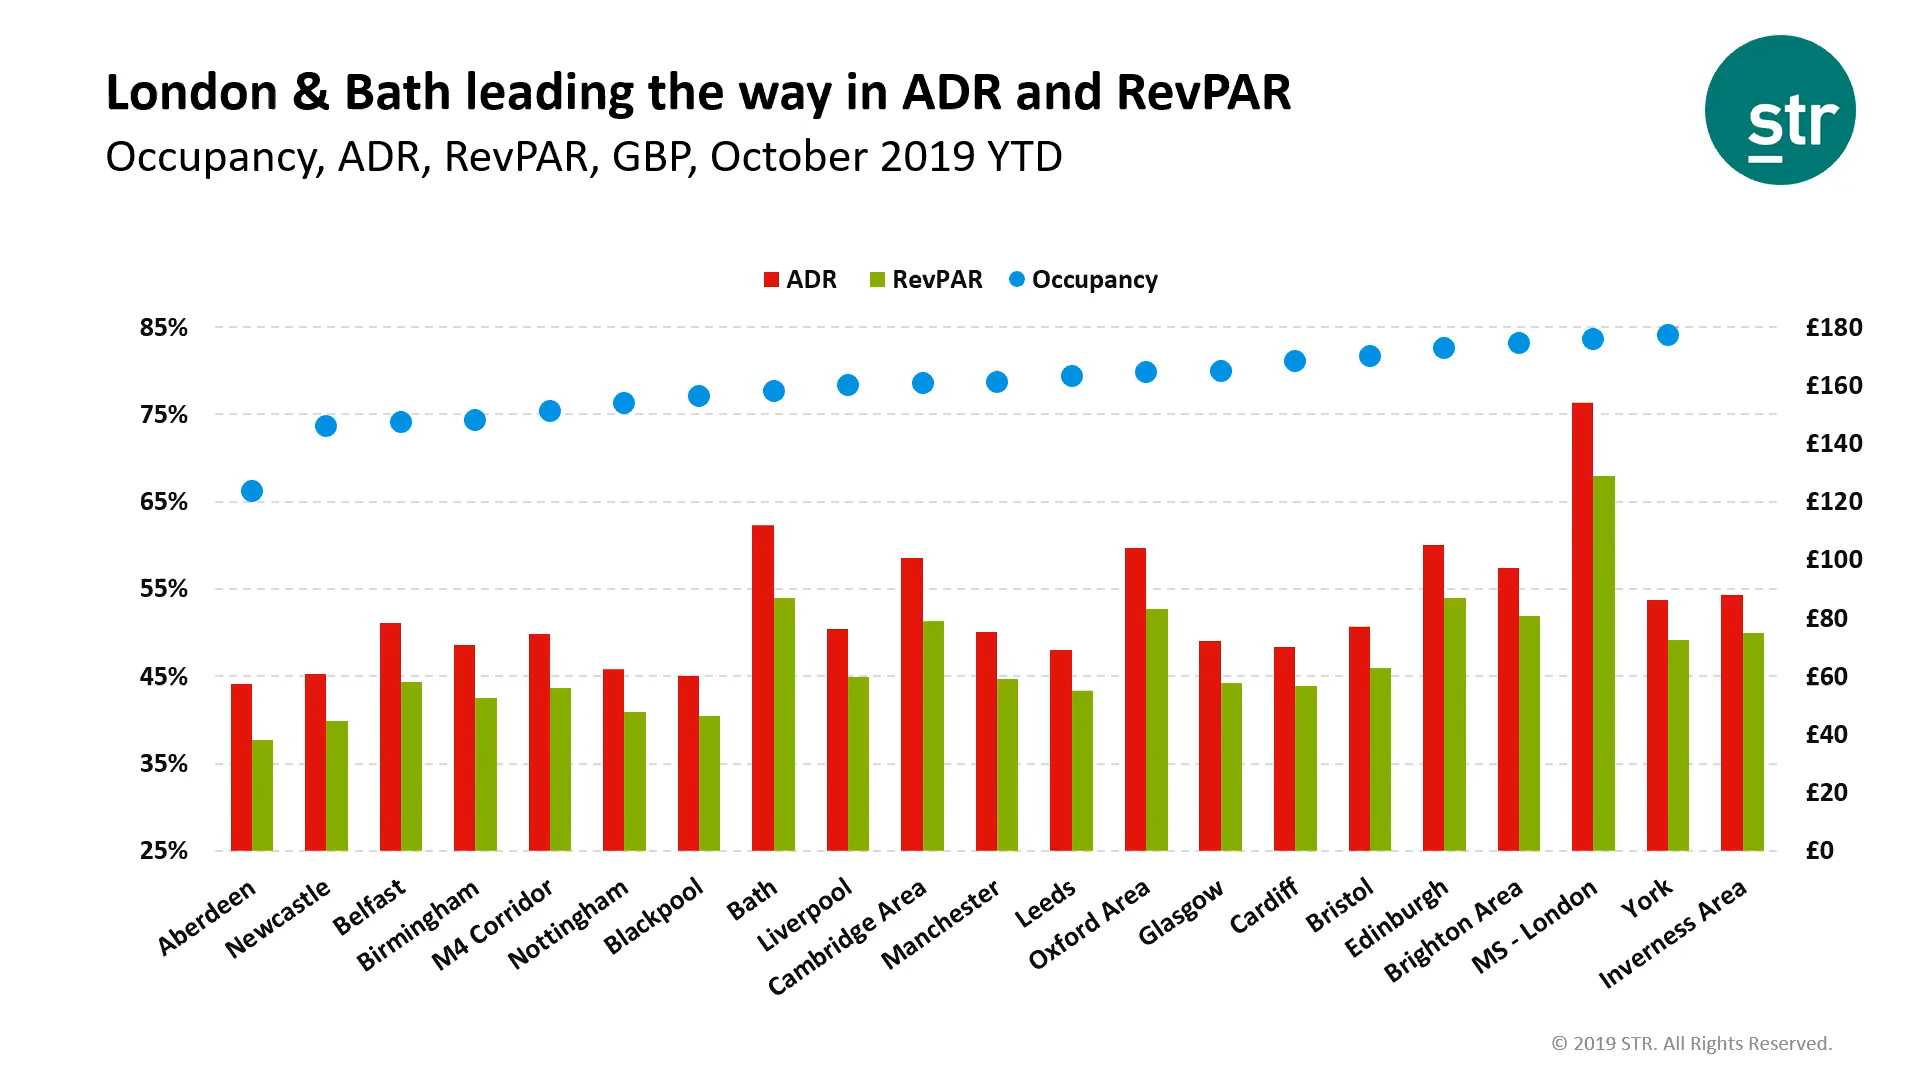 London & Bath leading the way in ADR and RevPAR
Occupancy, ADR, RevPAR, GBP, October 2019 YTD
str
ADR
RevPAR
Occupancy
85%
75%
65%
55%
45%
35%
25%
£180
£160
£140
£120
£100
£80
£60
£40
£20
£0
Aberdeen
Newcastle
Belfast
Birmingham
M4 Corridor
Nottingham
Blackpool
Bath
Liverpool
Cambridge Area
Manchester
Leeds
Oxford Area
Glasgow
Cardiff
Bristol
Edinburgh
Brighton Area
MS - London
York
Inverness Area
© 2019 STR. All Rights Reserved.